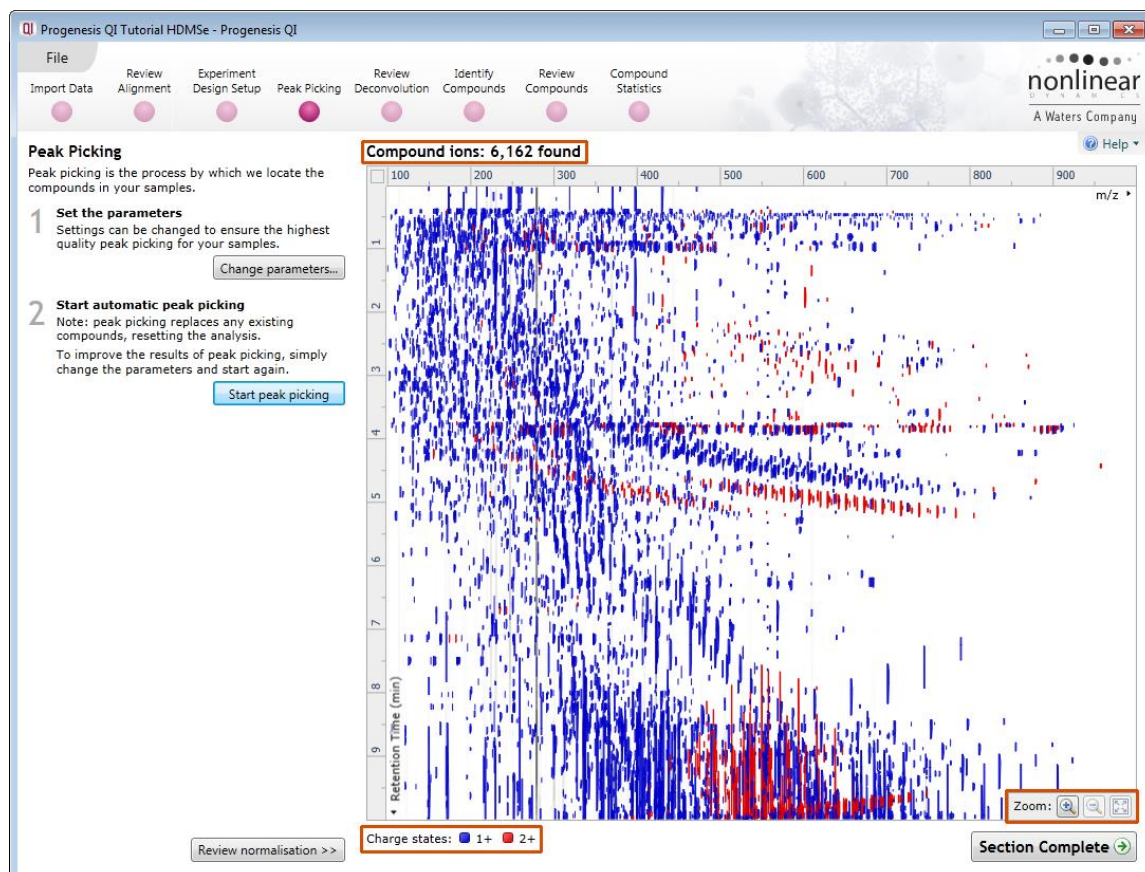 Progenesis QI Tutorial HDMSe - Progenesis QI
File
Import Data
Review Alignment
Experiment Design Setup
Peak Picking
Review Deconvolution
Identify Compounds
Review Compounds
Compound Statistics
nonlinear
DYNAMICS
A Waters Company
Help
Peak Picking
Peak picking is the process by which we locate the
compounds in your samples.
1 Set the parameters
Settings can be changed to ensure the highest
quality peak picking for your samples.
Change parameters...
2 Start automatic peak picking
Note: peak picking replaces any existing
compounds, resetting the analysis.
To improve the results of peak picking, simply
change the parameters and start again.
Start peak picking
Review normalisation >>
Compound ions: 6,162 found
100 200 300 400 500 600 700 800 900
m/z
1
2
3
4
5
6
7
8
9
Retention Time (min)
Zoom:
Charge states: 1+ 2+
Section Complete